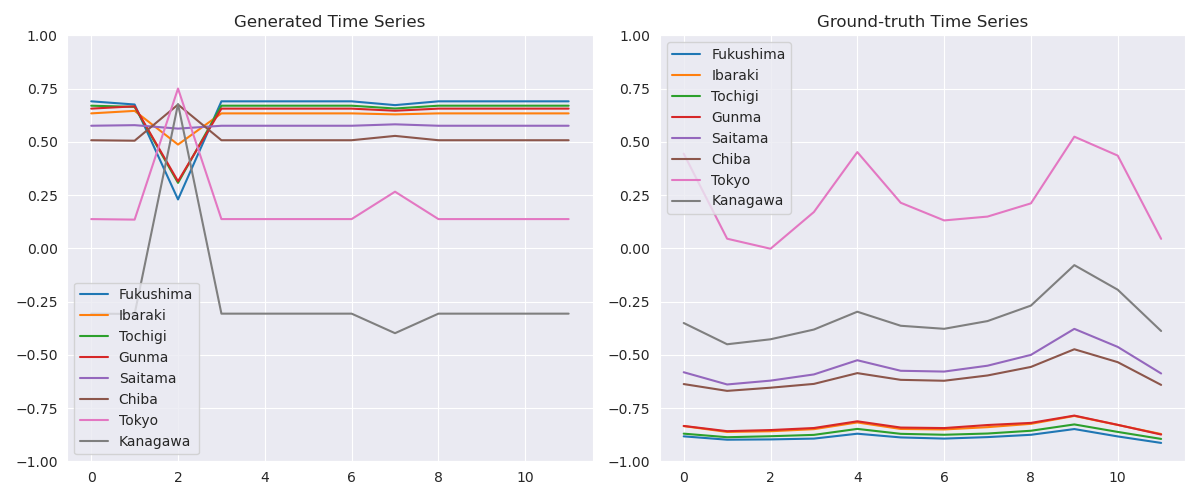 Generated Time Series
1.00
0.75
0.50
0.25
0.00
−0.25
−0.50
−0.75
−1.00
Fukushima
Ibaraki
Tochigi
Gunma
Saitama
Chiba
Tokyo
Kanagawa
0 2 4 6 8 10
Ground-truth Time Series
1.00
0.75
0.50
0.25
0.00
−0.25
−0.50
−0.75
−1.00
Fukushima
Ibaraki
Tochigi
Gunma
Saitama
Chiba
Tokyo
Kanagawa
0 2 4 6 8 10